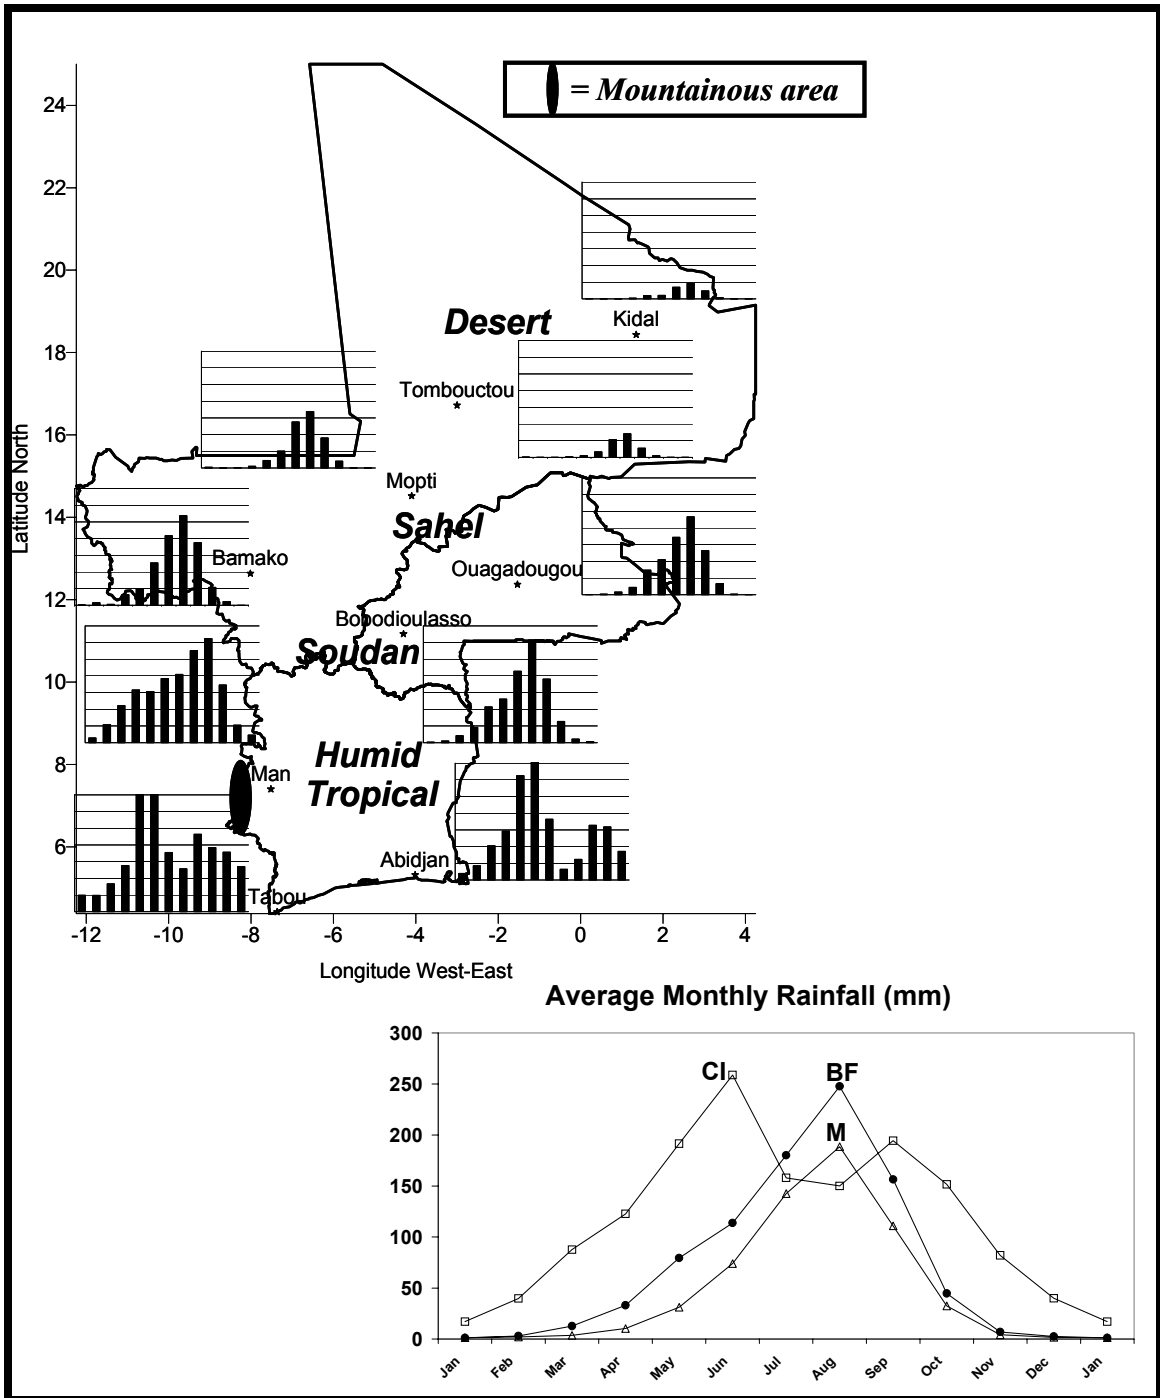 = Mountainous area
24
22
20
18
16
14
12
10
8
6
Latitude North
Desert
Kidal
Tombouctou
Mopti
Sahel
Bamako
Ouagadougou
Bobodioulasso
Soudan
Humid
Tropical
Man
Abidjan
Tabou
-12 -10 -8 -6 -4 -2 0 2 4
Longitude West-East
Average Monthly Rainfall (mm)
300
250
200
150
100
50
0
CI
BF
M
Jan Feb Mar Apr May Jun Jul Aug Sep Oct Nov Dec Jan